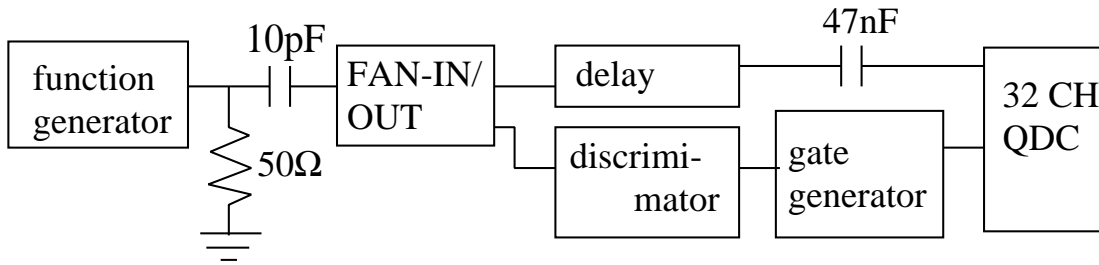 function
generator
10pF
50Ω
FAN-IN/
OUT
delay
47nF
discrimi-
mator
gate
generator
32 CH
QDC